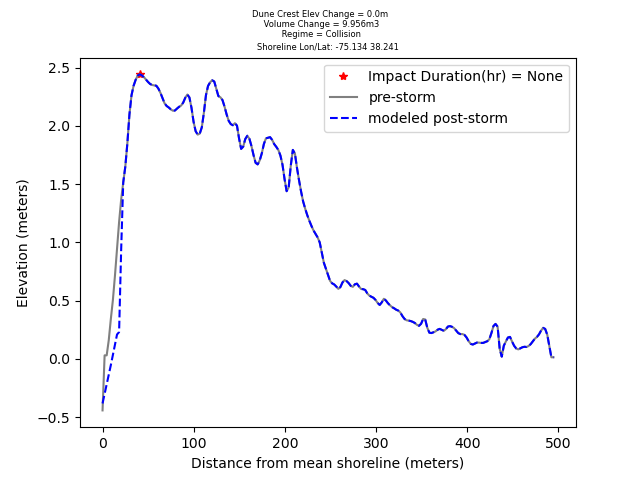 Dune Crest Elev Change = 0.0m
Volume Change = 9.956m3
Regime = Collision
Shoreline Lon/Lat: -75.134 38.241
Impact Duration(hr) = None
pre-storm
modeled post-storm
Elevation (meters)
2.5
2.0
1.5
1.0
0.5
0.0
−0.5
0
100
200
300
400
500
Distance from mean shoreline (meters)